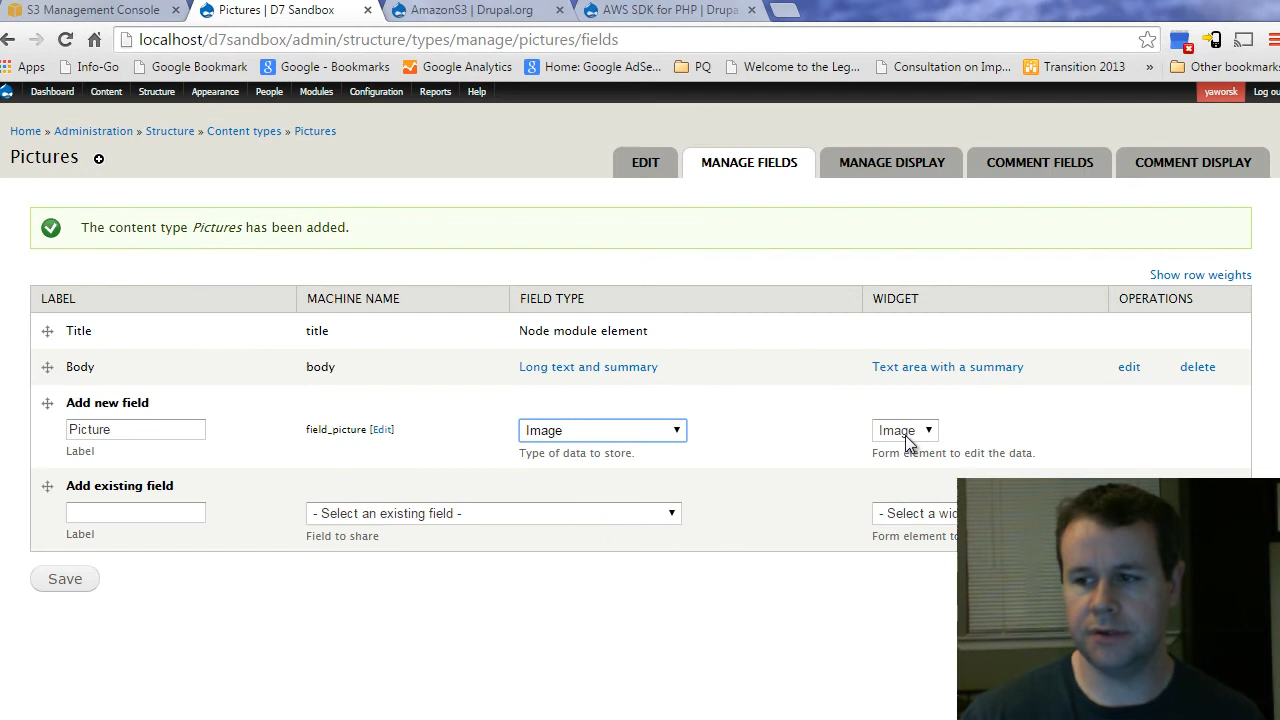 S3 Management Console
Pictures | D7 Sandbox
AmazonS3 | Drupal.org
AWS SDK for PHP | Drupa
localhost/d7sandbox/admin/structure/types/manage/pictures/fields
Apps Info-Go Google Bookmark Google - Bookmarks Google Analytics Home: Google AdSe... PQ Welcome to the Leg... Consultation on Imp... Transition 2013 » Other bookmarks
Dashboard Content Structure Appearance People Modules Configuration Reports Help yaworsk Log ou
Home » Administration » Structure » Content types » Pictures
Pictures
EDIT MANAGE FIELDS MANAGE DISPLAY COMMENT FIELDS COMMENT DISPLAY
The content type Pictures has been added.
Show row weights
LABEL MACHINE NAME FIELD TYPE WIDGET OPERATIONS
Title title Node module element
Body body Long text and summary Text area with a summary edit delete
Add new field
Picture field_picture [Edit] Image Image
Label Type of data to store. Form element to edit the data.
Add existing field
- Select an existing field - - Select a wid
Label Field to share Form element to
Save